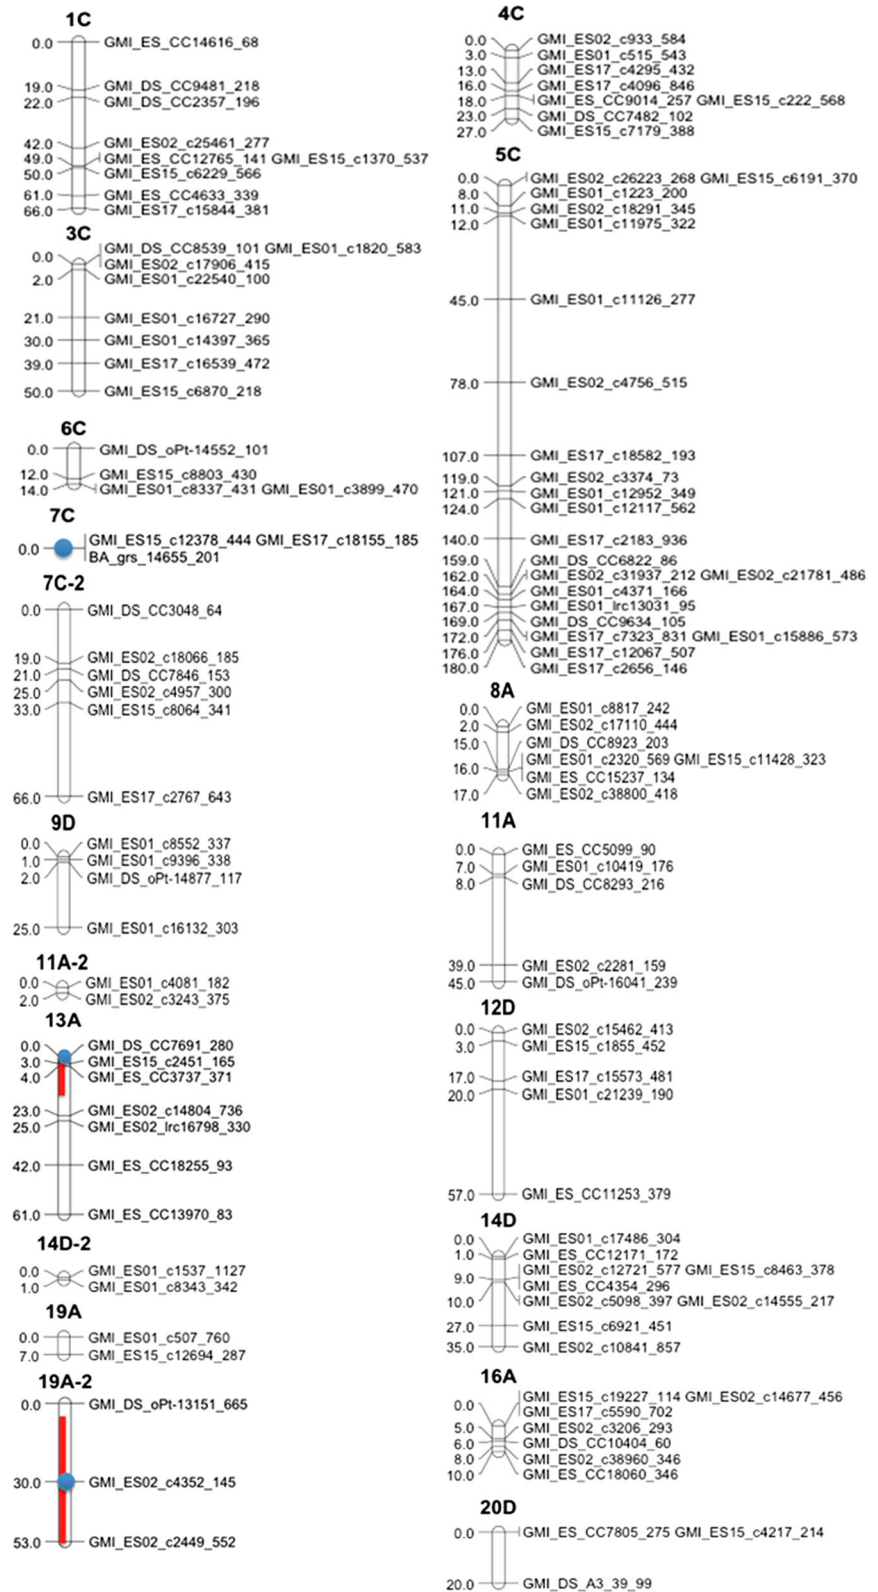 1C
0.0 GMI_ES_CC14616_68
19.0 GMI_DS_CC9481_218
22.0 GMI_DS_CC2357_196
42.0 GMI_ES02_c25461_277
49.0 GMI_ES_CC12765_141 GMI_ES15_c1370_537
50.0 GMI_ES15_c6229_566
61.0 GMI_ES_CC4633_339
66.0 GMI_ES17_c15844_381
3C
0.0 GMI_DS_CC8539_101 GMI_ES01_c1820_583
GMI_ES02_c17906_415
2.0 GMI_ES01_c22540_100
21.0 GMI_ES01_c16727_290
30.0 GMI_ES01_c14397_365
39.0 GMI_ES17_c16539_472
50.0 GMI_ES15_c6870_218
6C
0.0 GMI_DS_oPt-14552_101
12.0 GMI_ES15_c8803_430
14.0 GMI_ES01_c8337_431 GMI_ES01_c3899_470
7C
0.0 GMI_ES15_c12378_444 GMI_ES17_c18155_185
BA_grs_14655_201
7C-2
0.0 GMI_DS_CC3048_64
19.0 GMI_ES02_c18066_185
21.0 GMI_DS_CC7846_153
25.0 GMI_ES02_c4957_300
33.0 GMI_ES15_c8064_341
66.0 GMI_ES17_c2767_643
9D
0.0 GMI_ES01_c8552_337
1.0 GMI_ES01_c9396_338
2.0 GMI_DS_oPt-14877_117
25.0 GMI_ES01_c16132_303
11A-2
0.0 GMI_ES01_c4081_182
2.0 GMI_ES02_c3243_375
13A
0.0 GMI_DS_CC7691_280
3.0 GMI_ES15_c2451_165
4.0 GMI_ES_CC3737_371
23.0 GMI_ES02_c14804_736
25.0 GMI_ES02_lrc16798_330
42.0 GMI_ES_CC18255_93
61.0 GMI_ES_CC13970_83
14D-2
0.0 GMI_ES01_c1537_1127
1.0 GMI_ES01_c8343_342
19A
0.0 GMI_ES01_c507_760
7.0 GMI_ES15_c12694_287
19A-2
0.0 GMI_DS_oPt-13151_665
30.0 GMI_ES02_c4352_145
53.0 GMI_ES02_c2449_552
4C
0.0 GMI_ES02_c933_584
3.0 GMI_ES01_c515_543
13.0 GMI_ES17_c4295_432
16.0 GMI_ES17_c4096_846
18.0 GMI_ES_CC9014_257 GMI_ES15_c222_568
23.0 GMI_DS_CC7482_102
27.0 GMI_ES15_c7179_388
5C
0.0 GMI_ES02_c26223_268 GMI_ES15_c6191_370
8.0 GMI_ES01_c1223_200
11.0 GMI_ES02_c18291_345
12.0 GMI_ES01_c11975_322
45.0 GMI_ES01_c11126_277
78.0 GMI_ES02_c4756_515
107.0 GMI_ES17_c18582_193
119.0 GMI_ES02_c3374_73
121.0 GMI_ES01_c12952_349
124.0 GMI_ES01_c12117_562
140.0 GMI_ES17_c2183_936
159.0 GMI_DS_CC6822_86
162.0 GMI_ES02_c31937_212 GMI_ES02_c21781_486
164.0 GMI_ES01_c4371_166
167.0 GMI_ES01_lrc13031_95
169.0 GMI_DS_CC9634_105
172.0 GMI_ES17_c7323_831 GMI_ES01_c15886_573
176.0 GMI_ES17_c12067_507
180.0 GMI_ES17_c2656_146
8A
0.0 GMI_ES01_c8817_242
2.0 GMI_ES02_c17110_444
15.0 GMI_DS_CC8923_203
16.0 GMI_ES01_c2320_569 GMI_ES15_c11428_323
GMI_ES_CC15237_134
17.0 GMI_ES02_c38800_418
11A
0.0 GMI_ES_CC5099_90
7.0 GMI_ES01_c10419_176
8.0 GMI_DS_CC8293_216
39.0 GMI_ES02_c2281_159
45.0 GMI_DS_oPt-16041_239
12D
0.0 GMI_ES02_c15462_413
3.0 GMI_ES15_c1855_452
17.0 GMI_ES17_c15573_481
20.0 GMI_ES01_c21239_190
57.0 GMI_ES_CC11253_379
14D
0.0 GMI_ES01_c17486_304
1.0 GMI_ES_CC12171_172
9.0 GMI_ES02_c12721_577 GMI_ES15_c8463_378
GMI_ES_CC4354_296
10.0 GMI_ES02_c5098_397 GMI_ES02_c14555_217
27.0 GMI_ES15_c6921_451
35.0 GMI_ES02_c10841_857
16A
0.0 GMI_ES15_c19227_114 GMI_ES02_c14677_456
GMI_ES17_c5590_702
5.0 GMI_ES02_c3206_293
6.0 GMI_DS_CC10404_60
8.0 GMI_ES02_c38960_346
10.0 GMI_ES_CC18060_346
20D
0.0 GMI_ES_CC7805_275 GMI_ES15_c4217_214
20.0 GMI_DS_A3_39_99